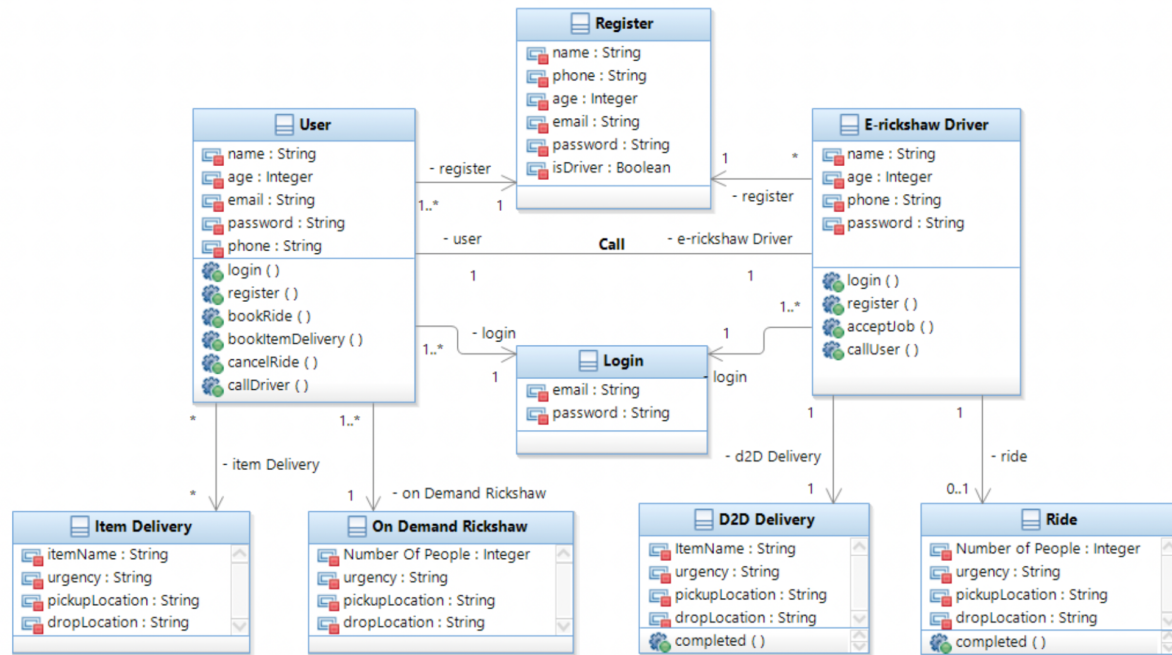 Register
name : String
phone : String
age : Integer
email : String
password : String
isDriver : Boolean
User
name : String
age : Integer
email : String
password : String
phone : String
login ( )
register ( )
bookRide ( )
bookItemDelivery ( )
cancelRide ( )
callDriver ( )
E-rickshaw Driver
name : String
age : Integer
phone : String
password : String
login ( )
register ( )
acceptJob ( )
callUser ( )
- register
1..*
1
1
*
- register
- user
Call
- e-rickshaw Driver
1
1
- login
1..*
1
1..*
1
- login
Login
email : String
password : String
*
- item Delivery
*
1..*
1
- on Demand Rickshaw
1
- d2D Delivery
1
1
- ride
0..1
Item Delivery
itemName : String
urgency : String
pickupLocation : String
dropLocation : String
On Demand Rickshaw
Number Of People : Integer
urgency : String
pickupLocation : String
dropLocation : String
D2D Delivery
ItemName : String
urgency : String
pickupLocation : String
dropLocation : String
completed ( )
Ride
Number of People : Integer
urgency : String
pickupLocation : String
dropLocation : String
completed ( )